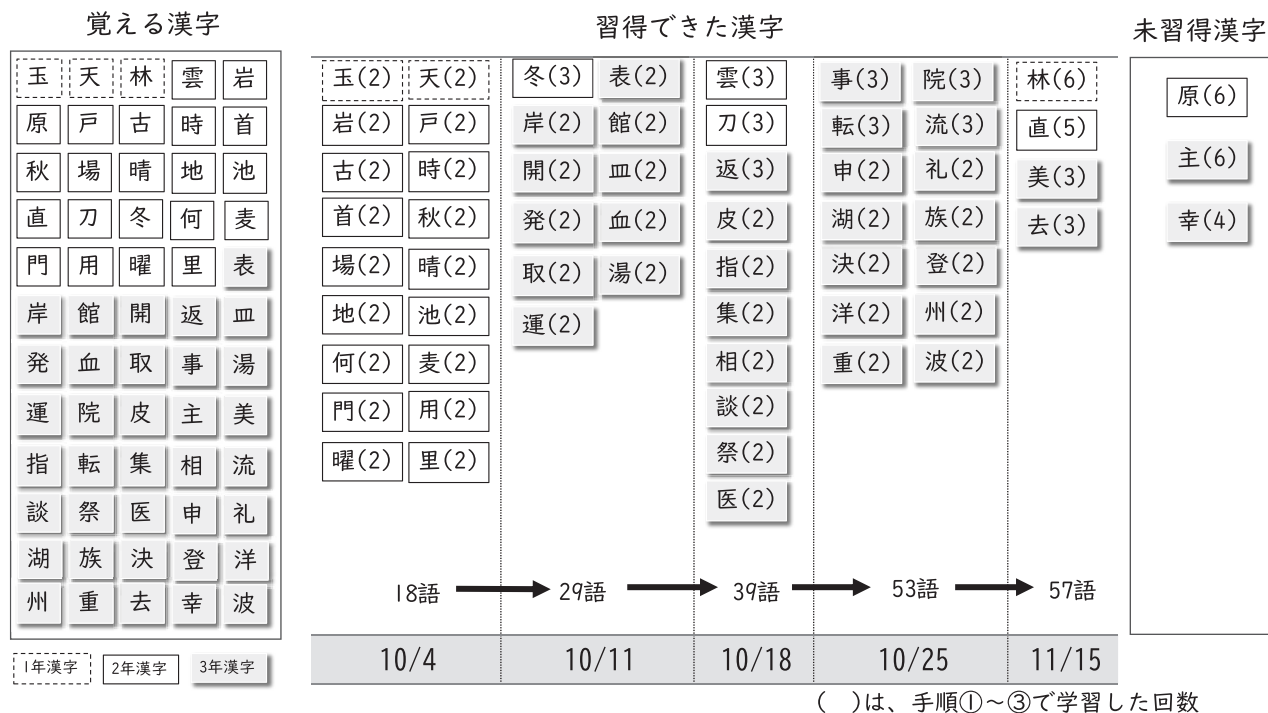 覚える漢字
玉 天 林 雲 岩
原 戸 古 時 首
秋 場 晴 地 池
直 刀 冬 何 麦
門 用 曜 里 表
岸 館 開 返 皿
発 血 取 事 湯
運 院 皮 主 美
指 転 集 相 流
談 祭 医 申 礼
湖 族 決 登 洋
州 重 去 幸 波
1年漢字 2年漢字 3年漢字
習得できた漢字
玉(2) 天(2)
岩(2) 戸(2)
古(2) 時(2)
首(2) 秋(2)
場(2) 晴(2)
地(2) 池(2)
何(2) 麦(2)
門(2) 用(2)
曜(2) 里(2)
18語
10/4
冬(3) 表(2)
岸(2) 館(2)
開(2) 皿(2)
発(2) 血(2)
取(2) 湯(2)
運(2)
29語
10/11
雲(3)
刀(3)
返(3)
皮(2)
指(2)
集(2)
相(2)
談(2)
祭(2)
医(2)
39語
10/18
事(3) 院(3)
転(3) 流(3)
申(2) 礼(2)
湖(2) 族(2)
決(2) 登(2)
洋(2) 州(2)
重(2) 波(2)
53語
10/25
林(6)
直(5)
美(3)
去(3)
57語
11/15
未習得漢字
原(6)
主(6)
幸(4)
(　)は、手順①～③で学習した回数